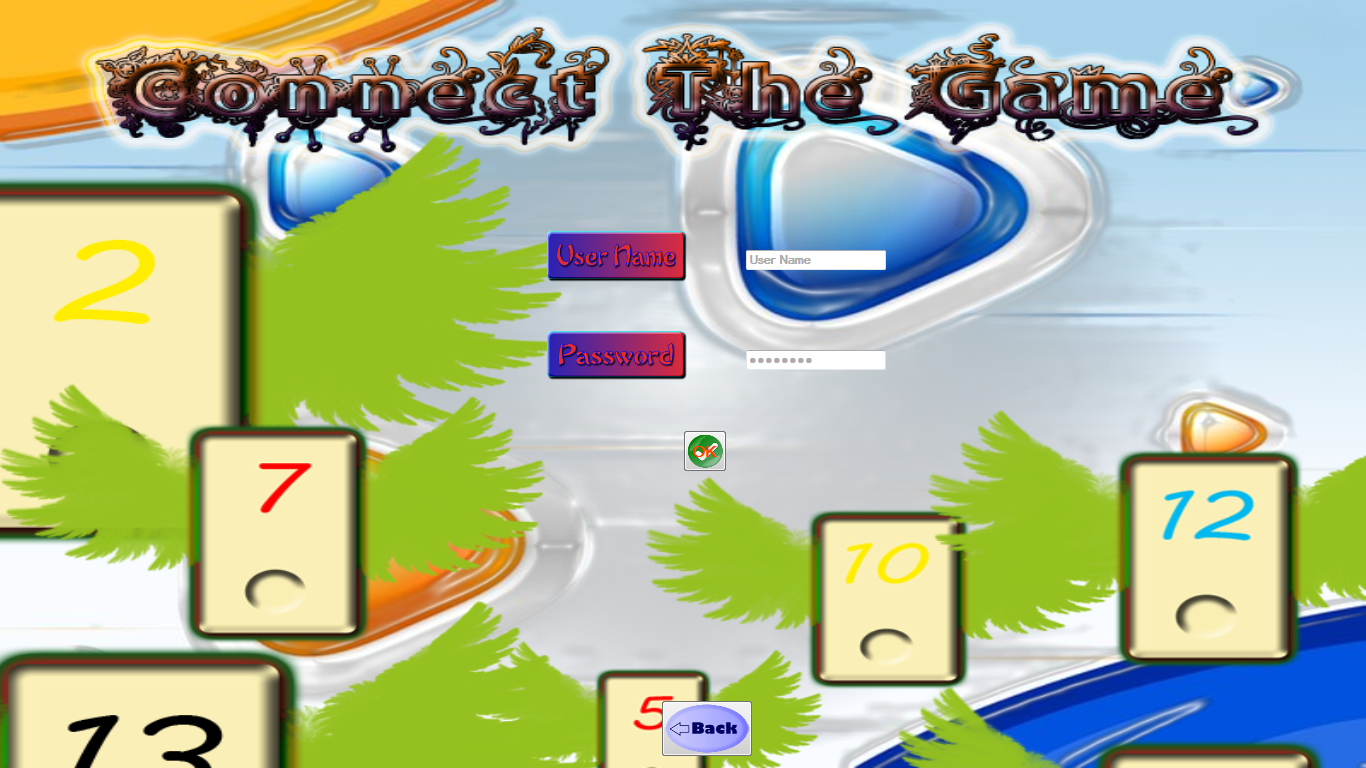 Connect The Game
2
User Name
User Name
Password
••••••••
7
OK
12
10
5
13
Back